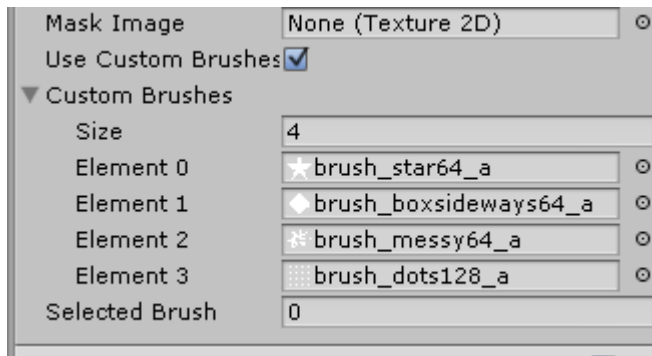 Mask Image None (Texture 2D)
Use Custom Brushes
Custom Brushes
Size 4
Element 0 brush_star64_a
Element 1 brush_boxsideways64_a
Element 2 brush_messy64_a
Element 3 brush_dots128_a
Selected Brush 0